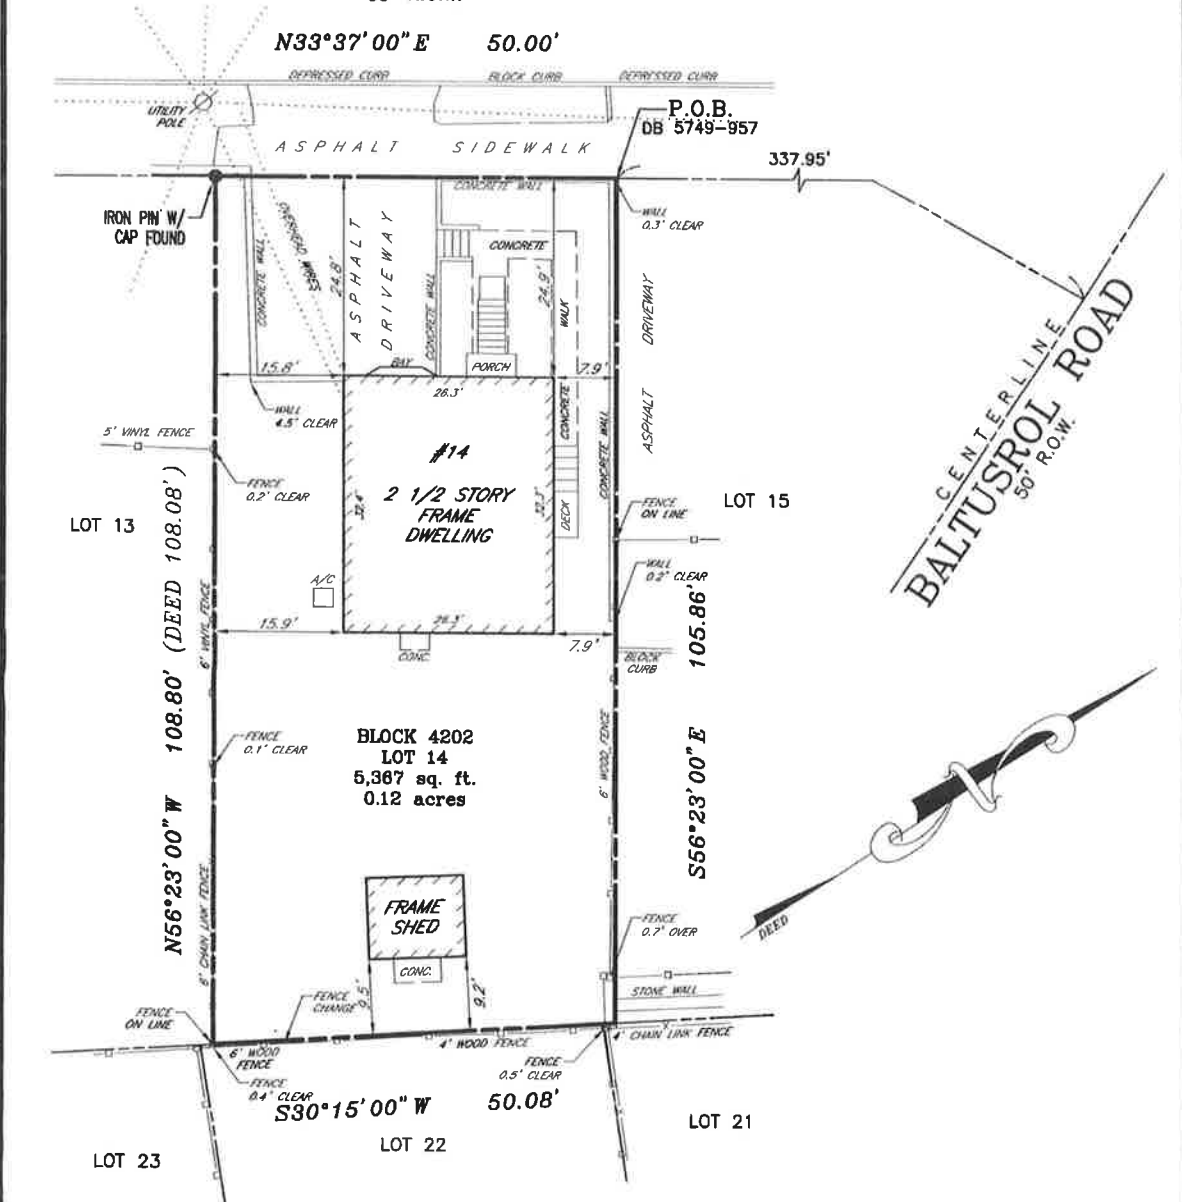 N33°37'00"E 50.00'
DEPRESSED CURB BLOCK CURB DEPRESSED CURB
UTILITY
POLE
P.O.B.
DB 5749-957
ASPHALT SIDEWALK
337.95'
CONCRETE WALL
IRON PIN W/
CAP FOUND
WALL
0.3' CLEAR
OVERHEAD WIRES
CONCRETE WALL
24.8'
ASPHALT
DRIVEWAY
CONCRETE WALL
CONCRETE
24.9'
WALK
ASPHALT DRIVEWAY
15.8'
BAY
PORCH
7.9'
26.3'
WALL
4.5' CLEAR
CONCRETE
CONCRETE WALL
5' VINYL FENCE
#14
2 1/2 STORY
FRAME
DWELLING
32.4'
32.3'
DECK
FENCE
0.2' CLEAR
FENCE
ON LINE
LOT 13
LOT 15
CENTERLINE
BALTUSROL ROAD
50' R.O.W.
A/C
WALL
0.2' CLEAR
6' VINYL FENCE
15.9'
26.3'
7.9'
CONC.
BLOCK
CURB
N56°23'00"W 108.80' (DEED 108.08')
S56°23'00"E 105.86'
FENCE
0.1' CLEAR
BLOCK 4202
LOT 14
5,367 sq. ft.
0.12 acres
6' WOOD FENCE
6' CHAIN LINK FENCE
FRAME
SHED
FENCE
0.7' OVER
DEED
CONC.
9.5'
9.2'
FENCE
CHANGE
STONE WALL
FENCE
ON LINE
6' WOOD
FENCE
4' WOOD FENCE
4' CHAIN LINK FENCE
FENCE
0.5' CLEAR
FENCE
0.4' CLEAR
S30°15'00"W 50.08'
LOT 21
LOT 22
LOT 23